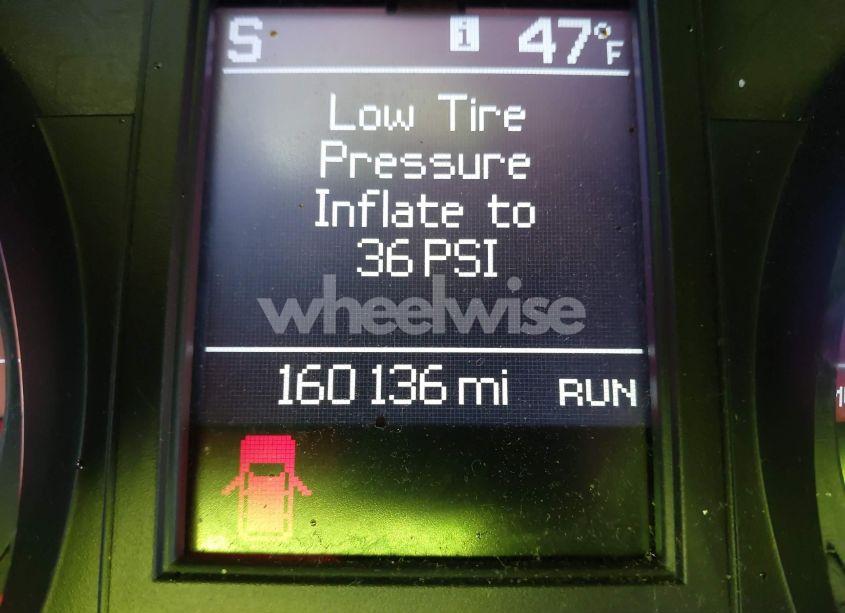 S i 47°F
Low Tire
Pressure
Inflate to
36 PSI
wheelwise
160 136 mi RUN